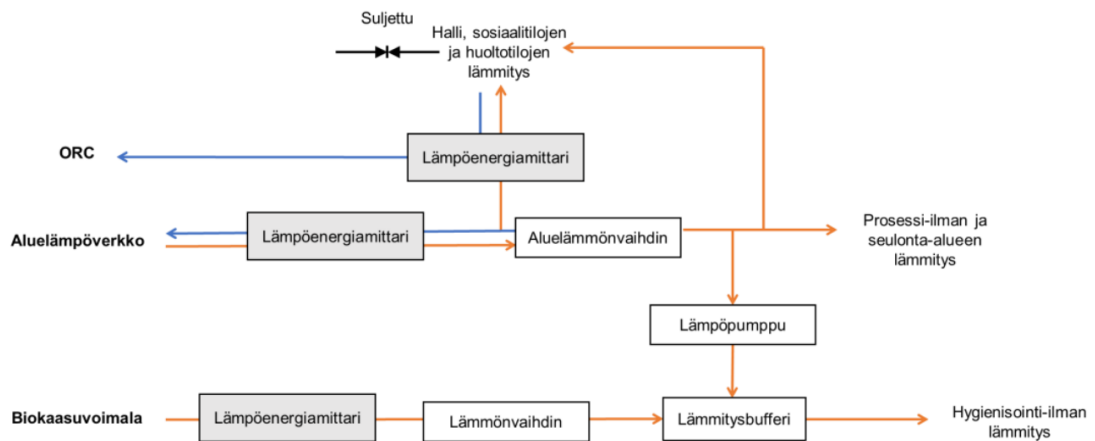 Suljettu
Halli, sosiaalitilojen
ja huoltotilojen
lämmitys
ORC
Lämpöenergiamittari
Aluelämpöverkko
Lämpöenergiamittari
Aluelämmönvaihdin
Prosessi-ilman ja
seulonta-alueen
lämmitys
Lämpöpumppu
Biokaasuvoimala
Lämpöenergiamittari
Lämmönvaihdin
Lämmitysbufferi
Hygienisointi-ilman
lämmitys